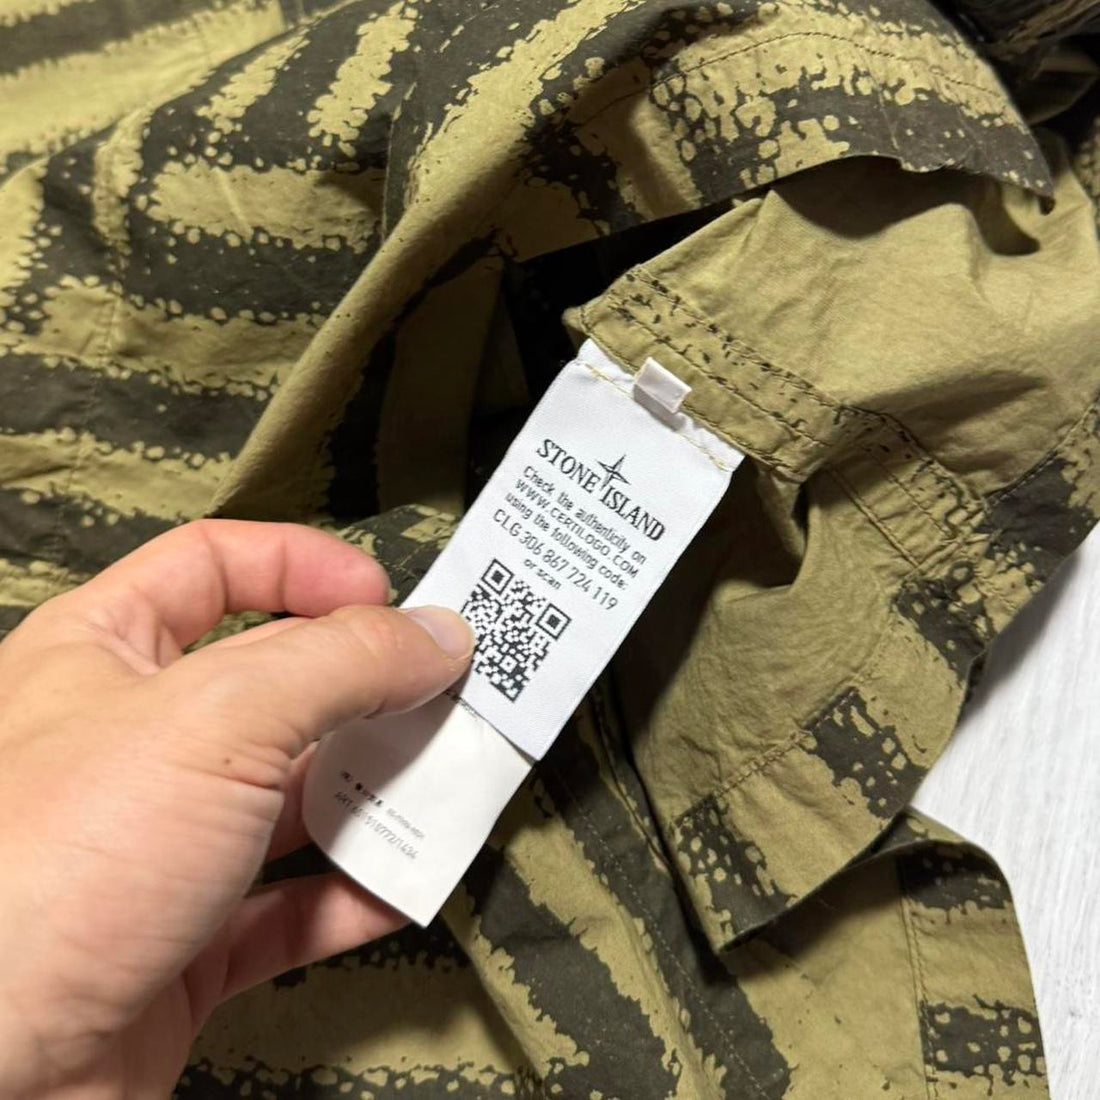 STONE ISLAND
Check the authenticity on
WWW.CERTILOGO.COM
using the following code:
CLG 306 867 724 119
or scan